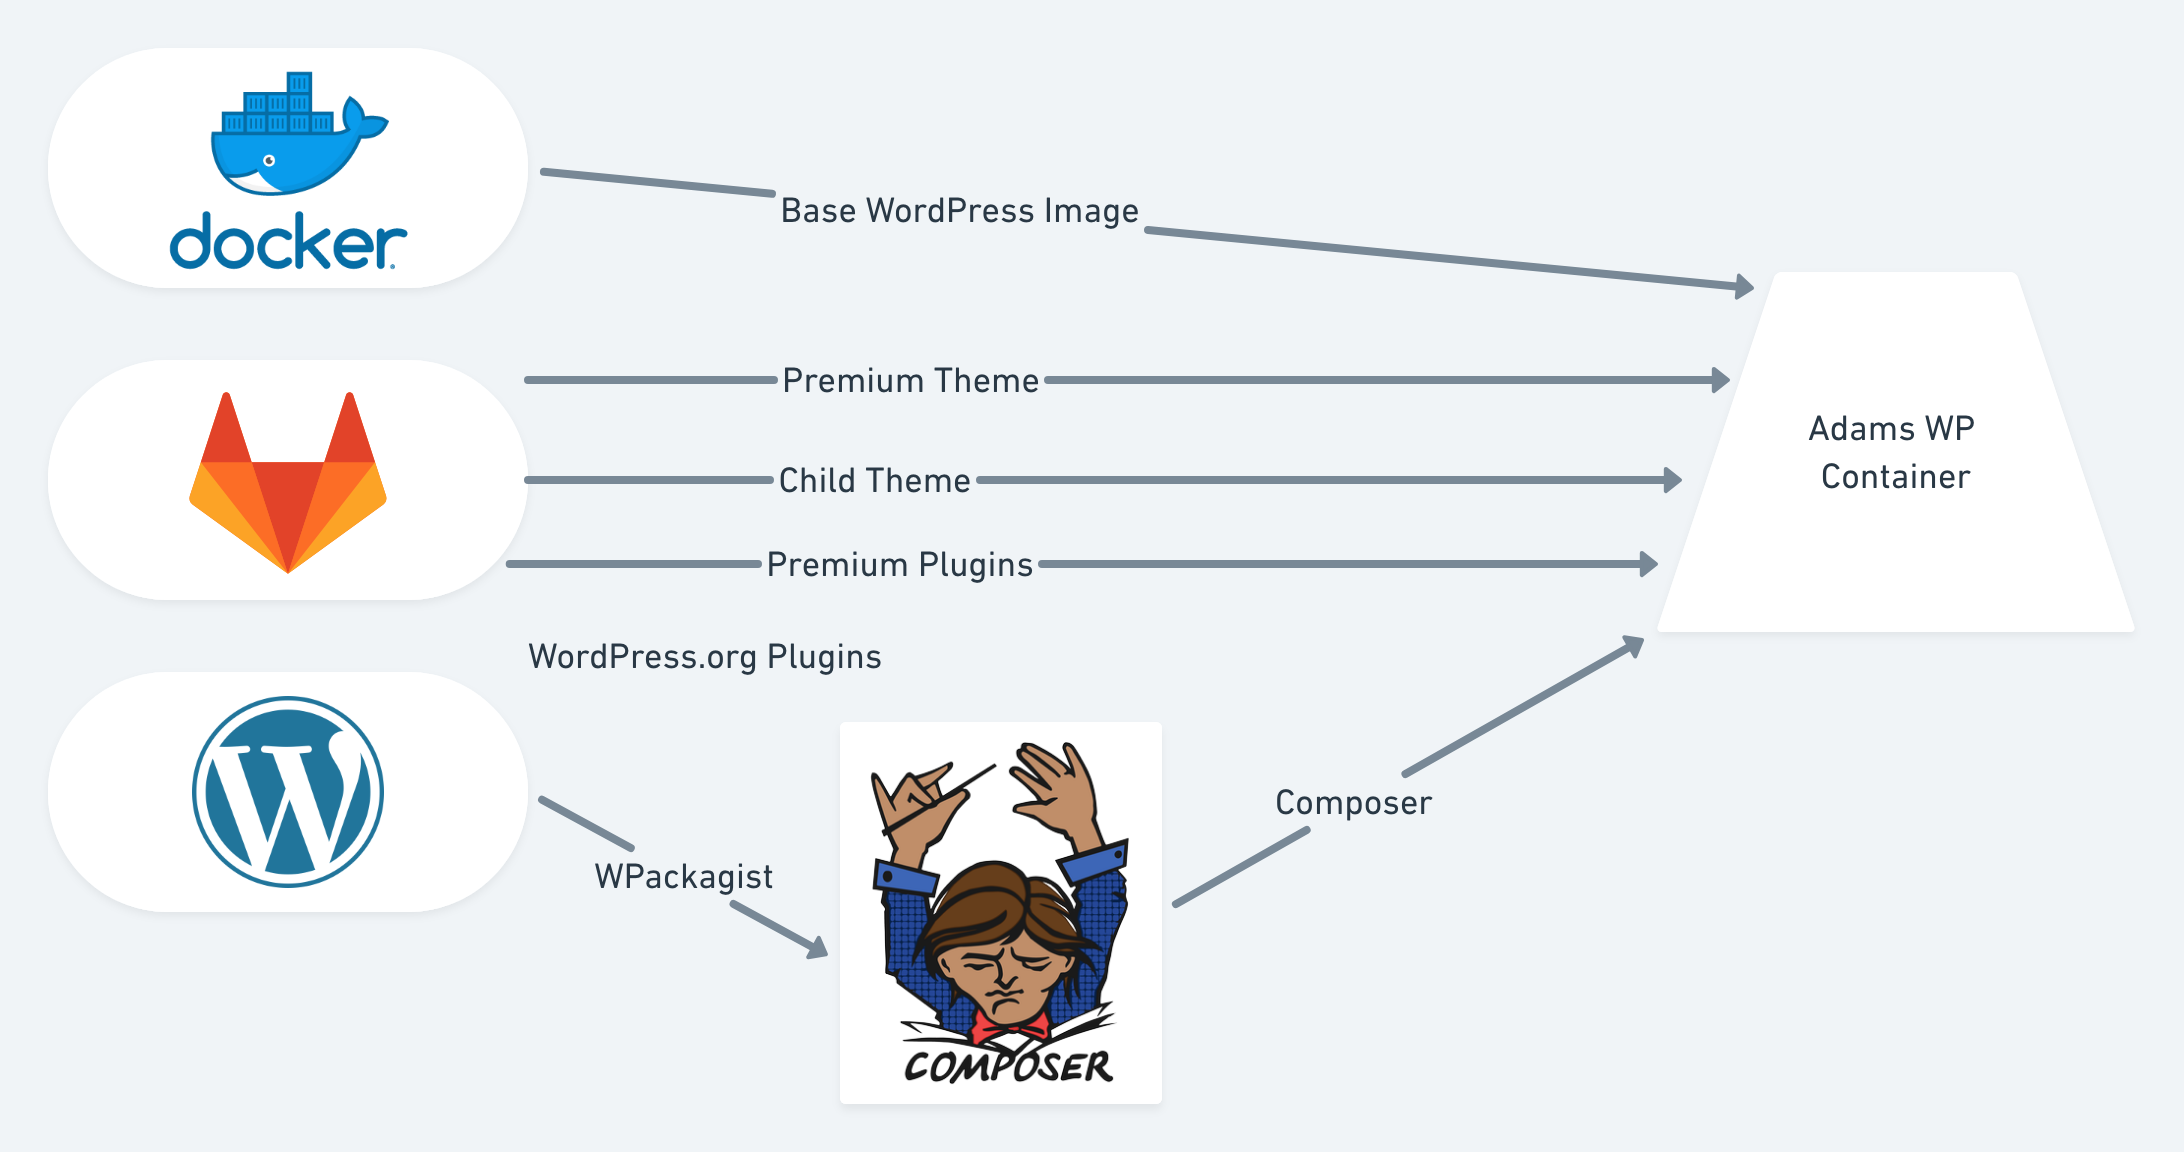 docker
Base WordPress Image
Premium Theme
Child Theme
Adams WP
Container
Premium Plugins
WordPress.org Plugins
W
WPackagist
Composer
COMPOSER